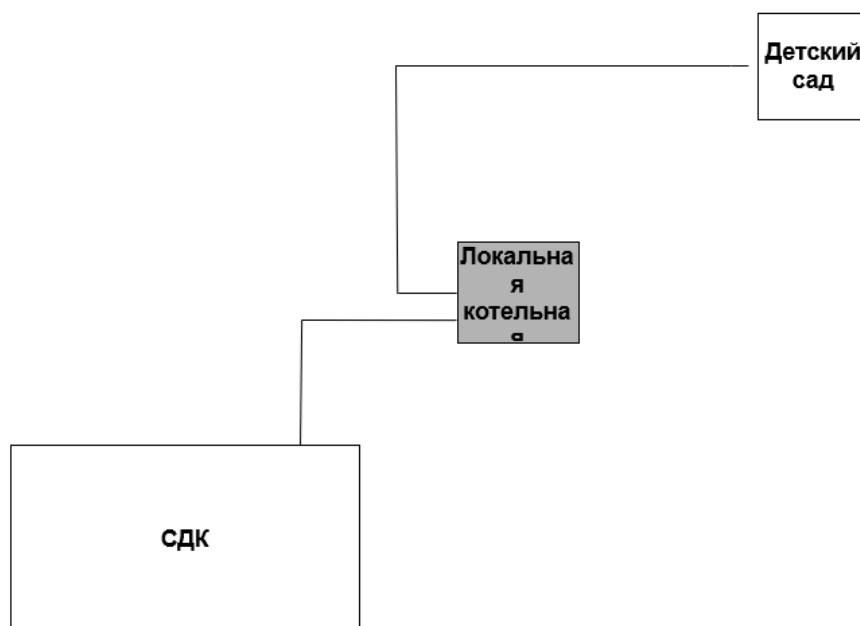 Детский
сад
Локальна
я
котельна
я
СДК